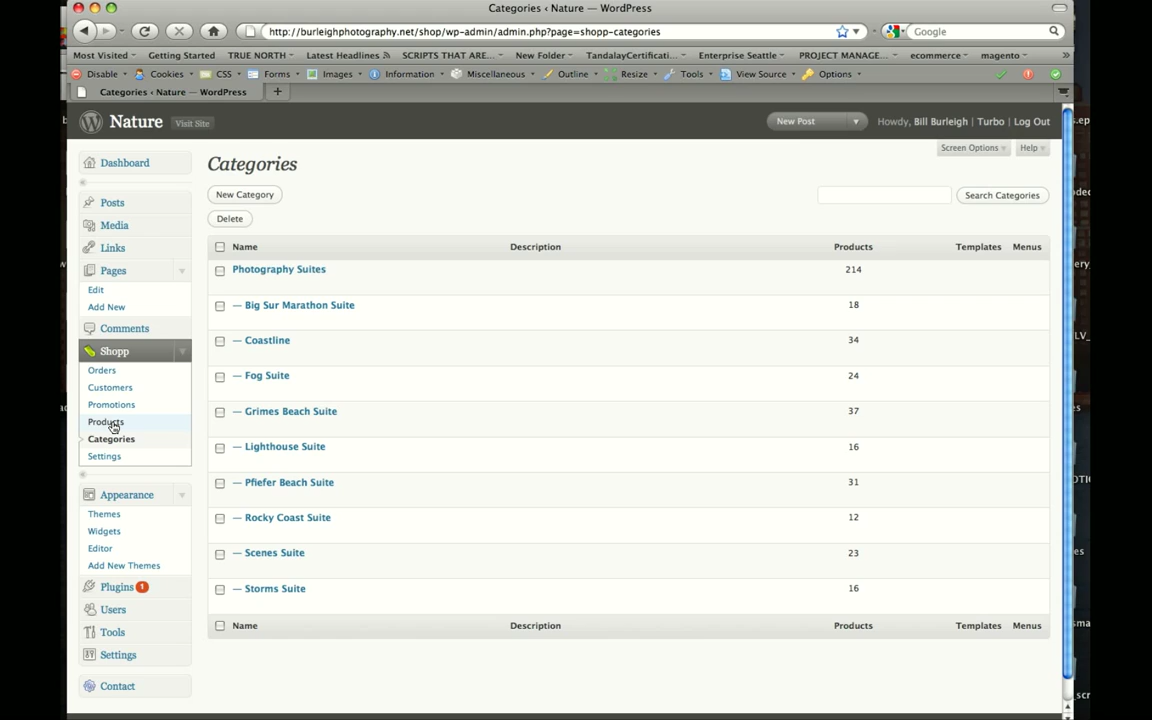 Categories ‹ Nature — WordPress
http://burleighphotography.net/shop/wp-admin/admin.php?page=shopp-categories
Google
Most Visited Getting Started TRUE NORTH Latest Headlines SCRIPTS THAT ARE... New Folder TandalayCertificati... Enterprise Seattle PROJECT MANAGE... ecommerce magento
Disable Cookies CSS Forms Images Information Miscellaneous Outline Resize Tools View Source Options
Categories ‹ Nature — WordPress
Nature Visit Site New Post Howdy, Bill Burleigh | Turbo | Log Out
Screen Options Help
Dashboard
Posts
Media
Links
Pages
Edit
Add New
Comments
Shopp
Orders
Customers
Promotions
Products
Categories
Settings
Appearance
Themes
Widgets
Editor
Add New Themes
Plugins 1
Users
Tools
Settings
Contact
Categories
New Category Search Categories
Delete
Name Description Products Templates Menus
Photography Suites 214
— Big Sur Marathon Suite 18
— Coastline 34
— Fog Suite 24
— Grimes Beach Suite 37
— Lighthouse Suite 16
— Pfiefer Beach Suite 31
— Rocky Coast Suite 12
— Scenes Suite 23
— Storms Suite 16
Name Description Products Templates Menus